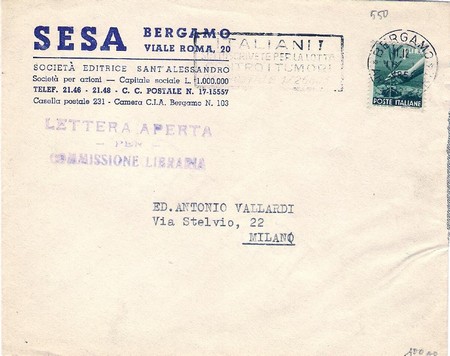 SESA
BERGAMO
VIALE ROMA, 20
SOCIETÀ EDITRICE SANT'ALESSANDRO
Società per azioni - Capitale sociale L. 1.000.000
TELEF. 21.46 - 21.48 - C. C. POSTALE N. 17-15557
Casella postale 231 - Camera C.I.A. Bergamo N. 103
ITALIANI!
PER LA LOTTA
BERGAMO
POSTE ITALIANE
550
LETTERA APERTA
PER
COMMISSIONE LIBRARIA
ED. ANTONIO VALLARDI
Via Stelvio, 22
MILANO